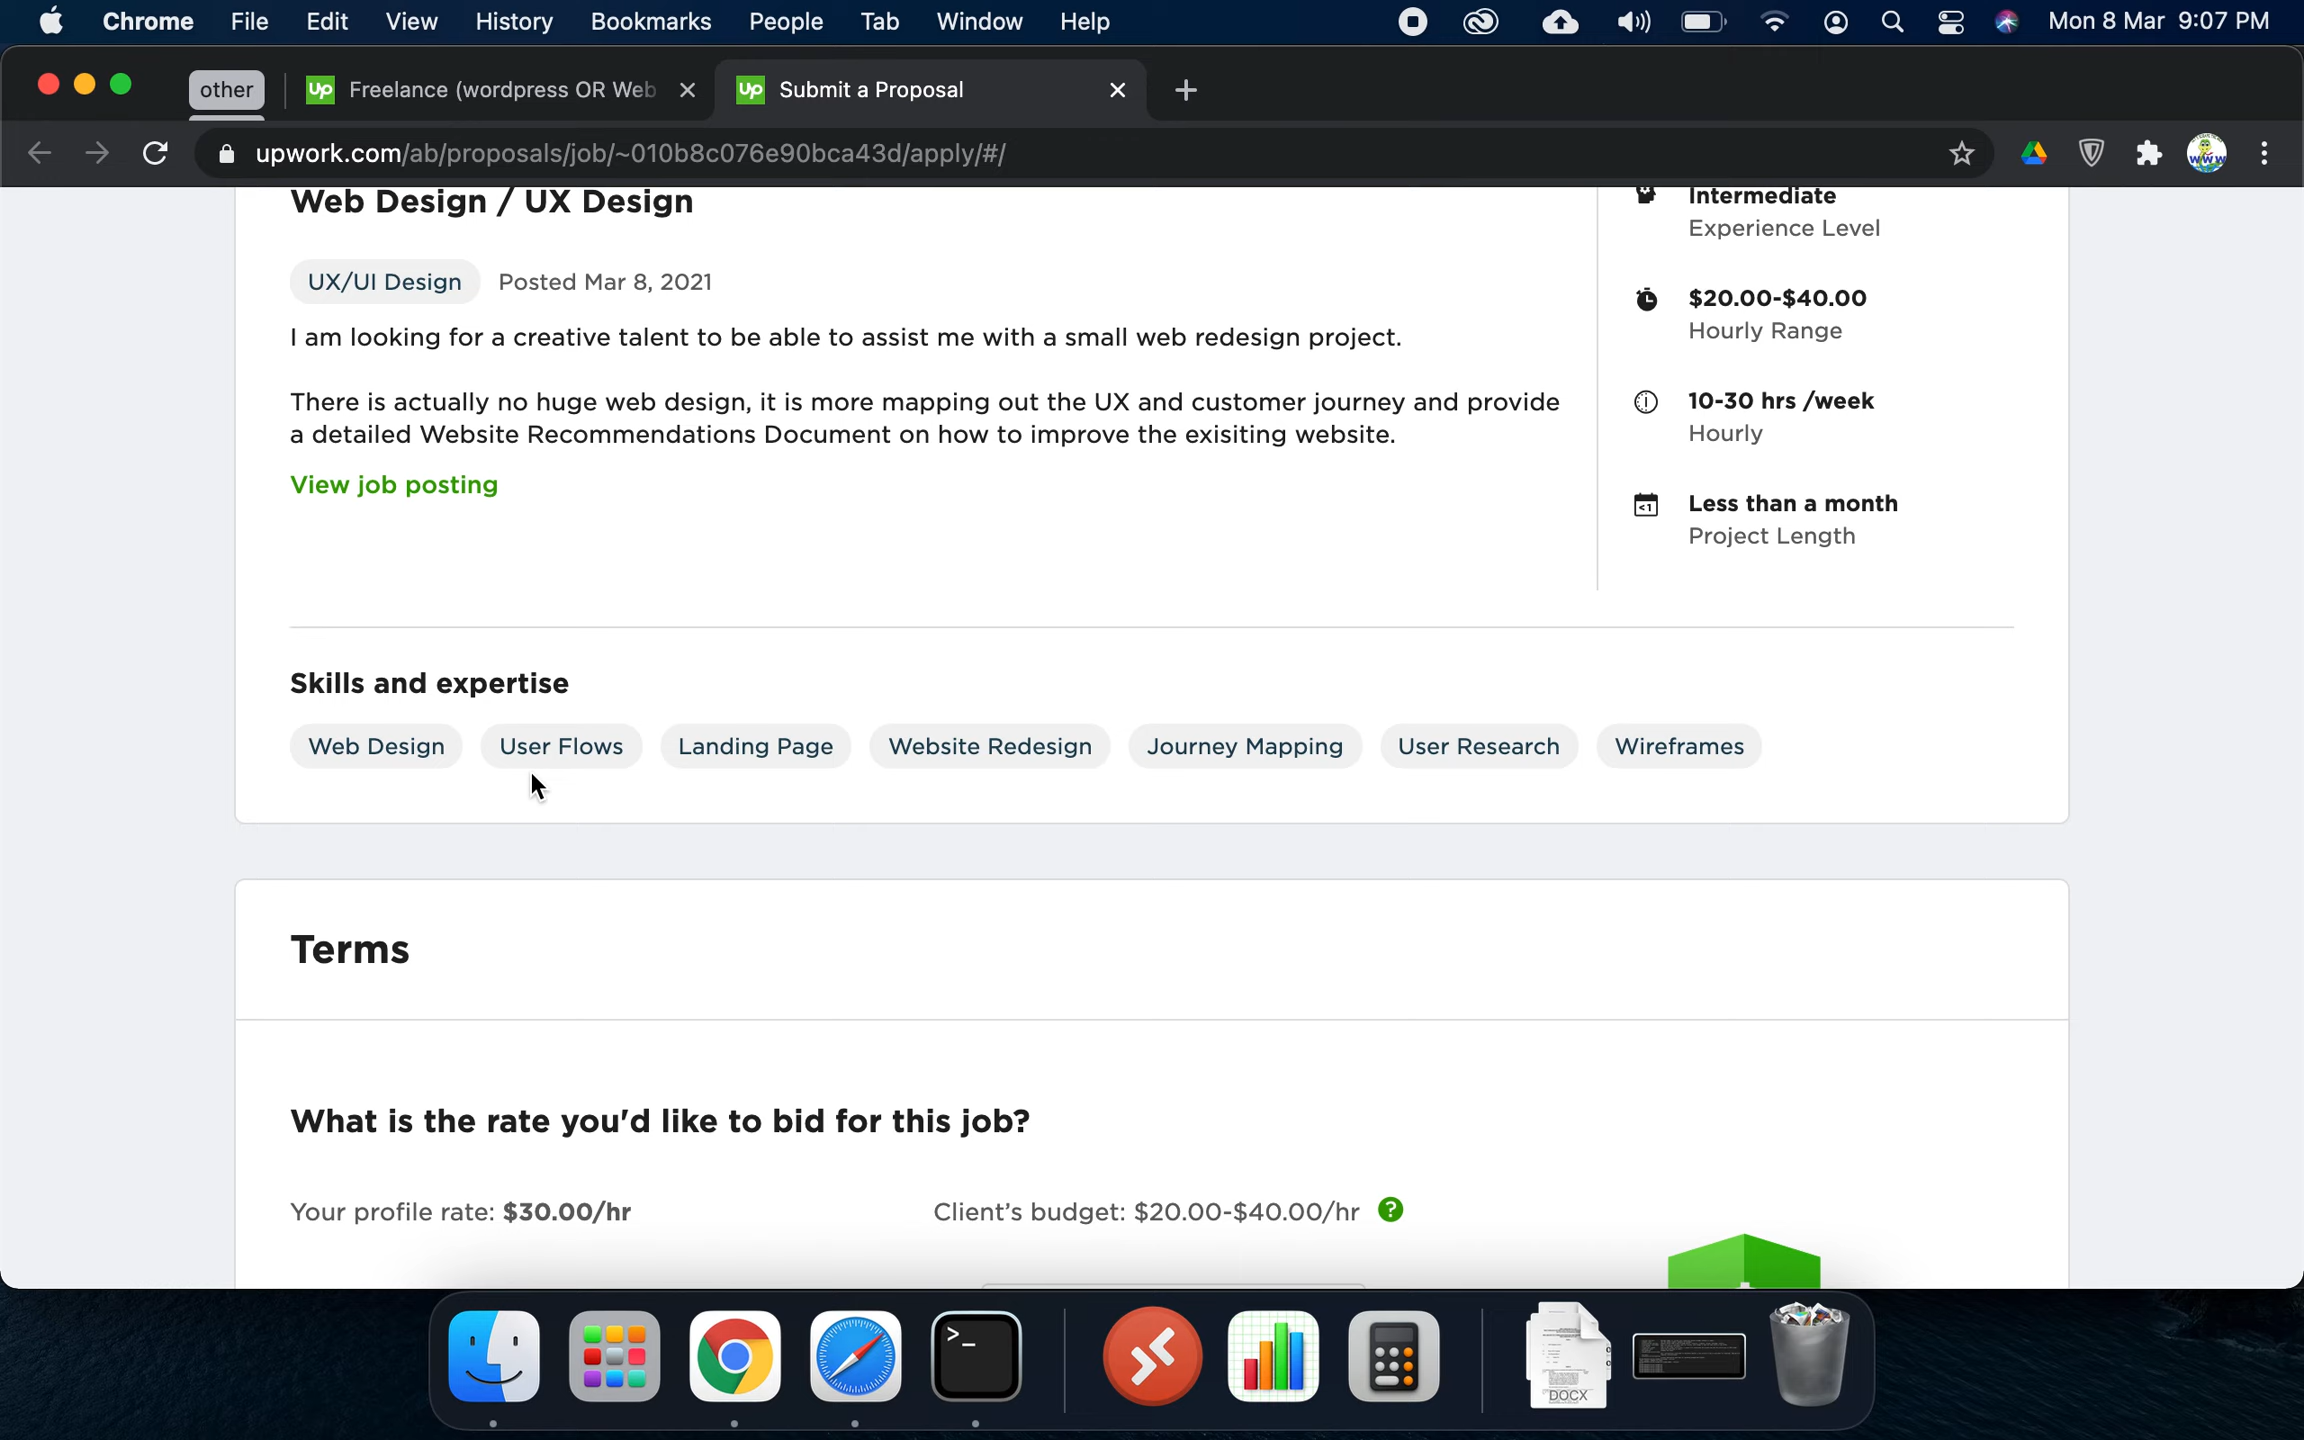 Chrome File Edit View History Bookmarks People Tab Window Help Mon 8 Mar 9:07 PM
other Up Freelance (wordpress OR Web Up Submit a Proposal
upwork.com/ab/proposals/job/~010b8c076e90bca43d/apply/#/
Web Design / UX Design
UX/UI Design Posted Mar 8, 2021
I am looking for a creative talent to be able to assist me with a small web redesign project.
There is actually no huge web design, it is more mapping out the UX and customer journey and provide
a detailed Website Recommendations Document on how to improve the exisiting website.
View job posting
Intermediate
Experience Level
$20.00-$40.00
Hourly Range
10-30 hrs /week
Hourly
<1 Less than a month
Project Length
Skills and expertise
Web Design User Flows Landing Page Website Redesign Journey Mapping User Research Wireframes
Terms
What is the rate you'd like to bid for this job?
Your profile rate: $30.00/hr
Client's budget: $20.00-$40.00/hr ?
>_
DOCX